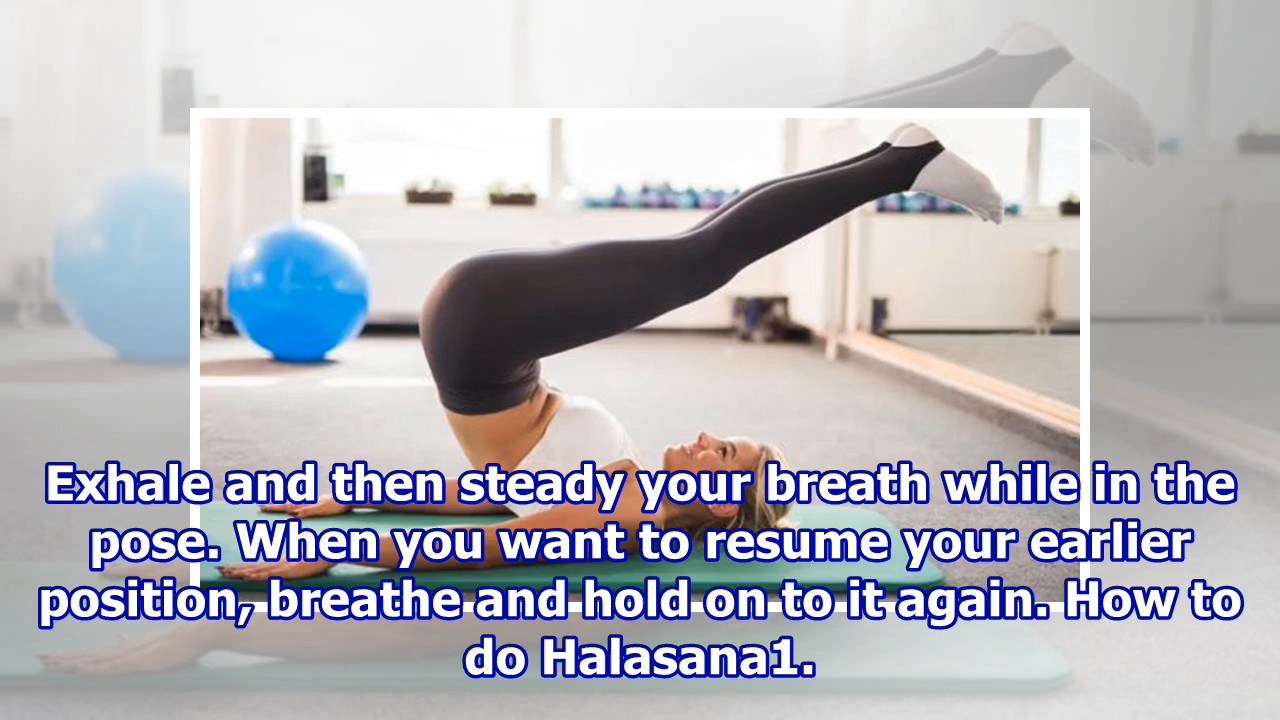 Exhale and then steady your breath while in the
pose. When you want to resume your earlier
position, breathe and hold on to it again. How to
do Halasana1.